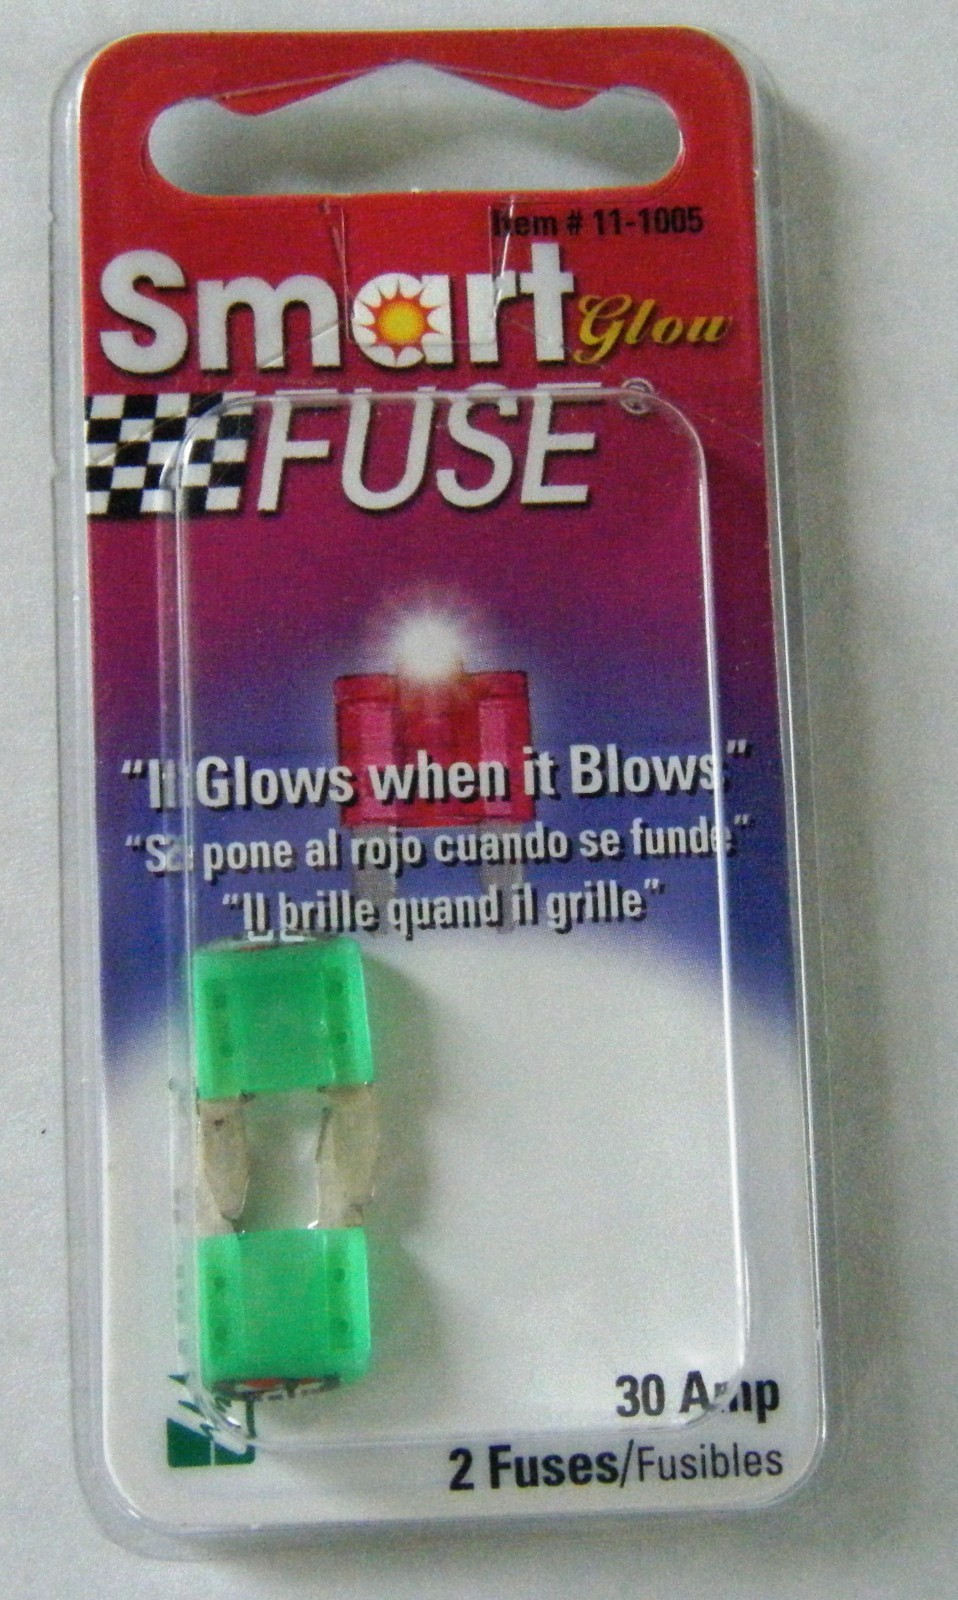 Item # 11-1005
Smart Glow
FUSE®
"It Glows when it Blows"
"Se pone al rojo cuando se funde"
"Il brille quand il grille"
30 Amp
2 Fuses/Fusibles